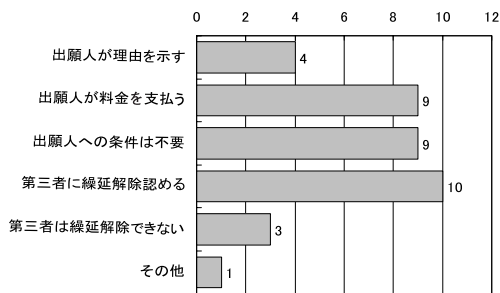 0 2 4 6 8 10 12
出願人が理由を示す 4
出願人が料金を支払う 9
出願人への条件は不要 9
第三者に繰延解除認める 10
第三者は繰延解除できない 3
その他 1